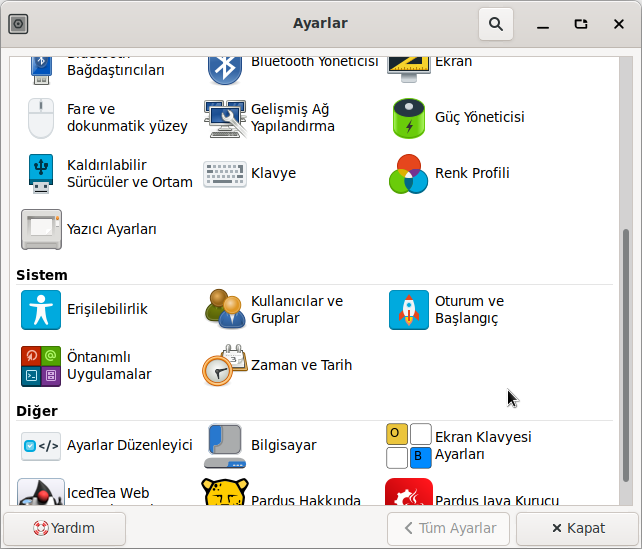 Ayarlar
Bluetooth
Bağdaştırıcıları
Bluetooth Yöneticisi
Ekran
Fare ve
dokunmatik yüzey
Gelişmiş Ağ
Yapılandırma
Güç Yöneticisi
Kaldırılabilir
Sürücüler ve Ortam
Klavye
Renk Profili
Yazıcı Ayarları
Sistem
Erişilebilirlik
Kullanıcılar ve
Gruplar
Oturum ve
Başlangıç
Öntanımlı
Uygulamalar
Zaman ve Tarih
Diğer
Ayarlar Düzenleyici
Bilgisayar
O
B
Ekran Klavyesi
Ayarları
IcedTea Web
Pardus Hakkında
Pardus Java Kurucu
Yardım
Tüm Ayarlar
Kapat